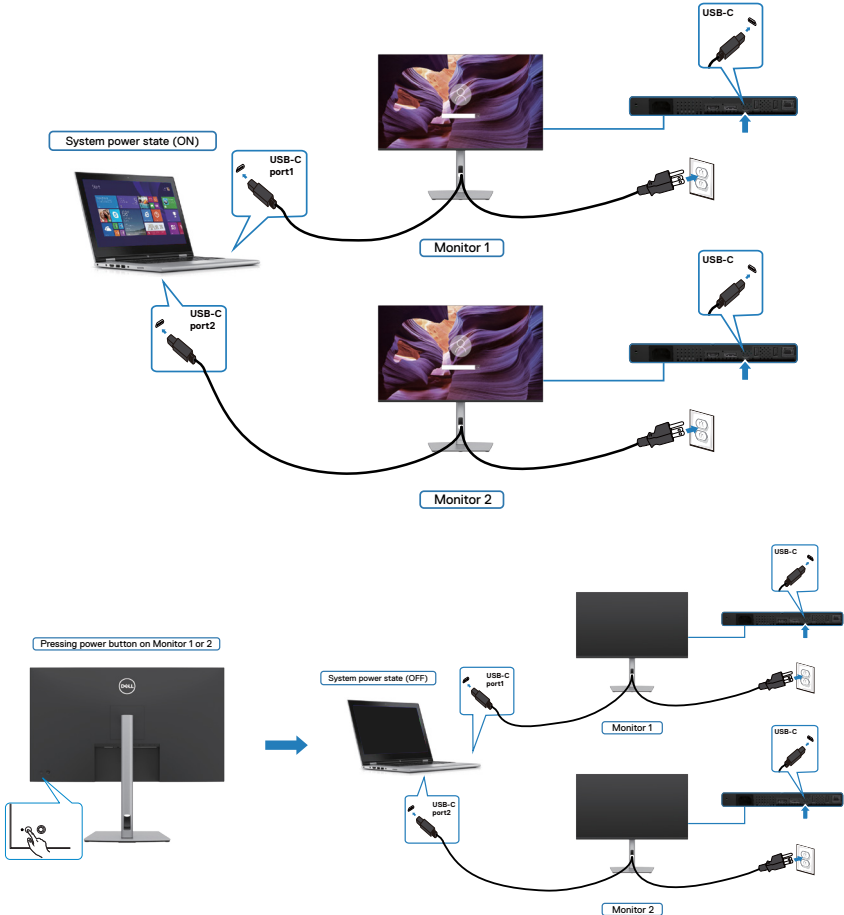 USB-C
System power state (ON)
USB-C
port1
Monitor 1
USB-C
USB-C
port2
Monitor 2
USB-C
Pressing power button on Monitor 1 or 2
System power state (OFF)
USB-C
port1
Monitor 1
USB-C
DELL
USB-C
port2
Monitor 2